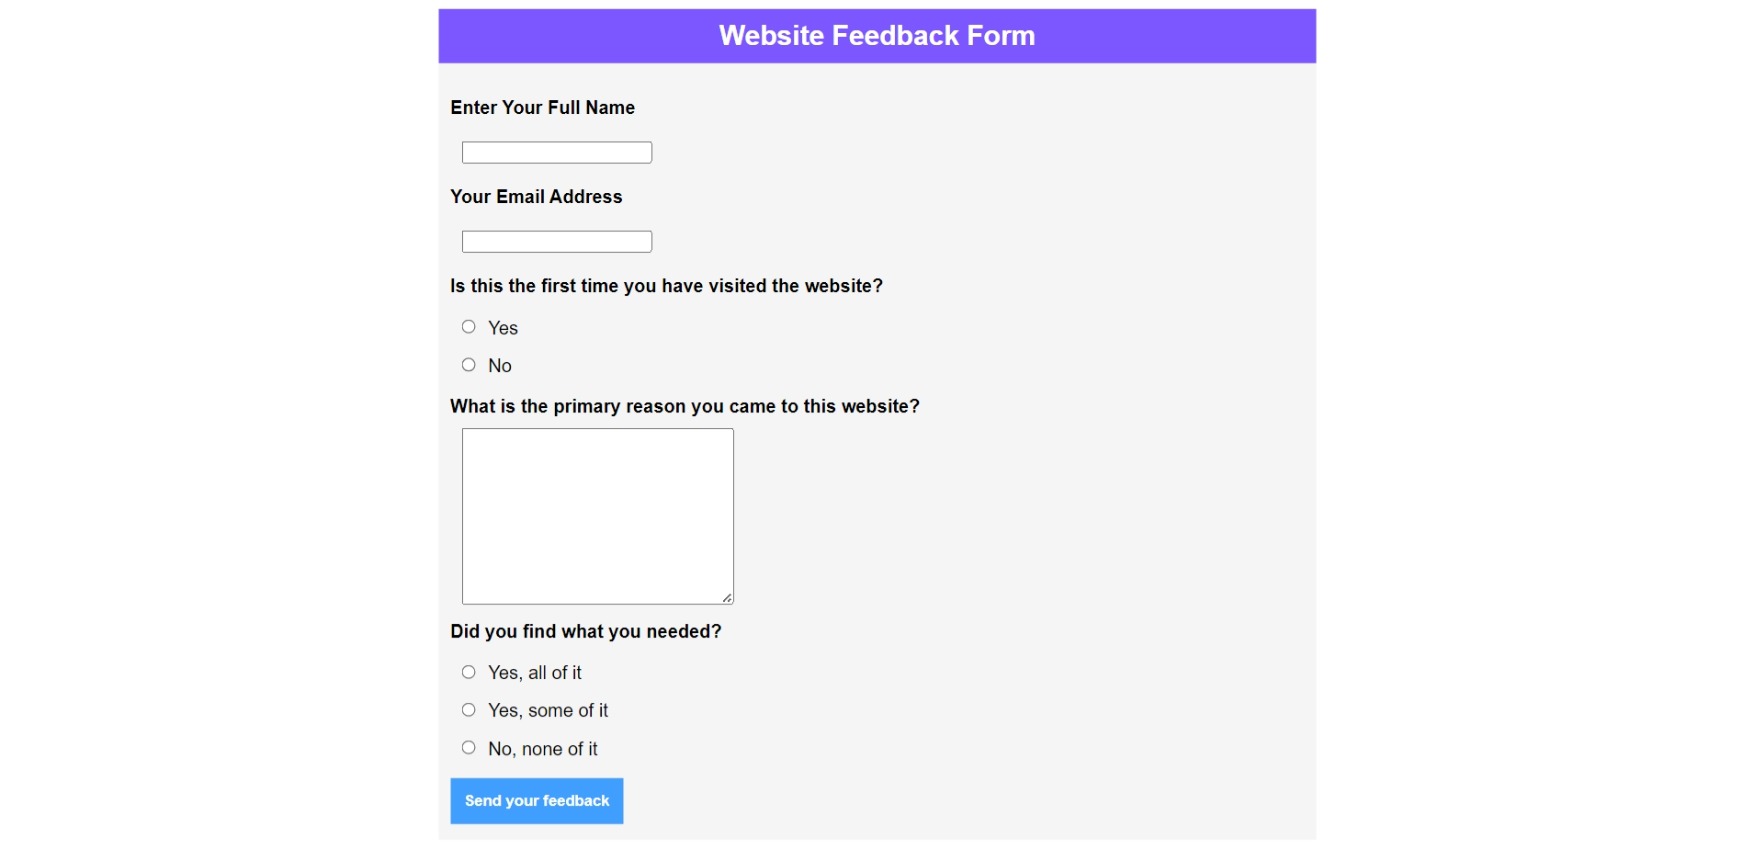 Website Feedback Form
Enter Your Full Name
Your Email Address
Is this the first time you have visited the website?
Yes
No
What is the primary reason you came to this website?
Did you find what you needed?
Yes, all of it
Yes, some of it
No, none of it
Send your feedback